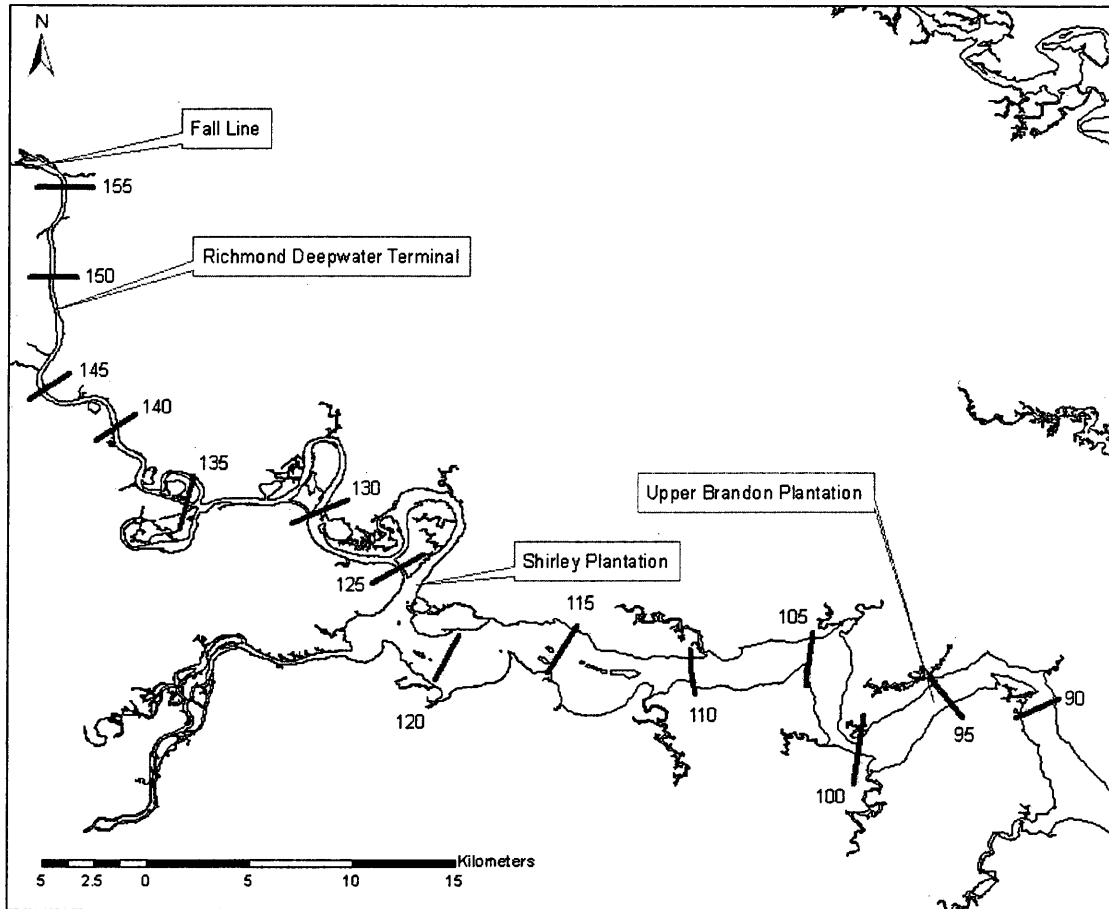 N
Fall Line
155
Richmond Deepwater Terminal
150
145
140
135
130
Upper Brandon Plantation
125
Shirley Plantation
115
105
110
120
90
95
100
Kilometers
5 2.5 0 5 10 15